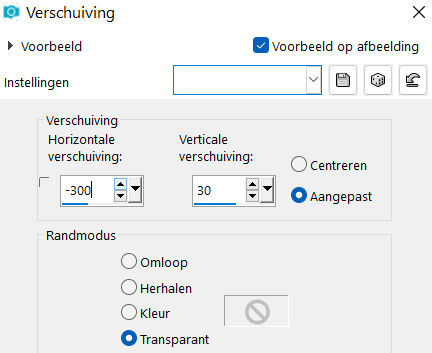 Verschuiving
Voorbeeld
Voorbeeld op afbeelding
Instellingen
Verschuiving
Horizontale verschuiving:
Verticale verschuiving:
-300
30
Centreren
Aangepast
Randmodus
Omloop
Herhalen
Kleur
Transparant